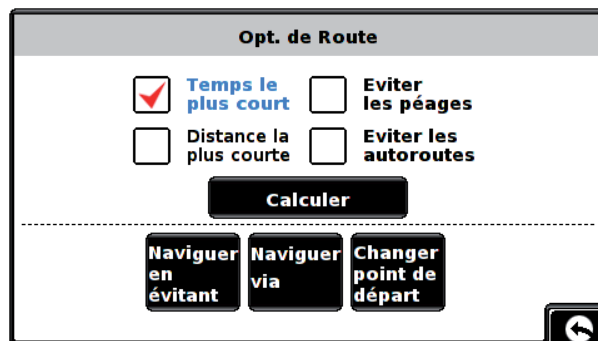 Opt. de Route
Temps le
plus court
Eviter
les péages
Distance la
plus courte
Eviter les
autoroutes
Calculer
Naviguer
en
évitant
Naviguer
via
Changer
point de
départ